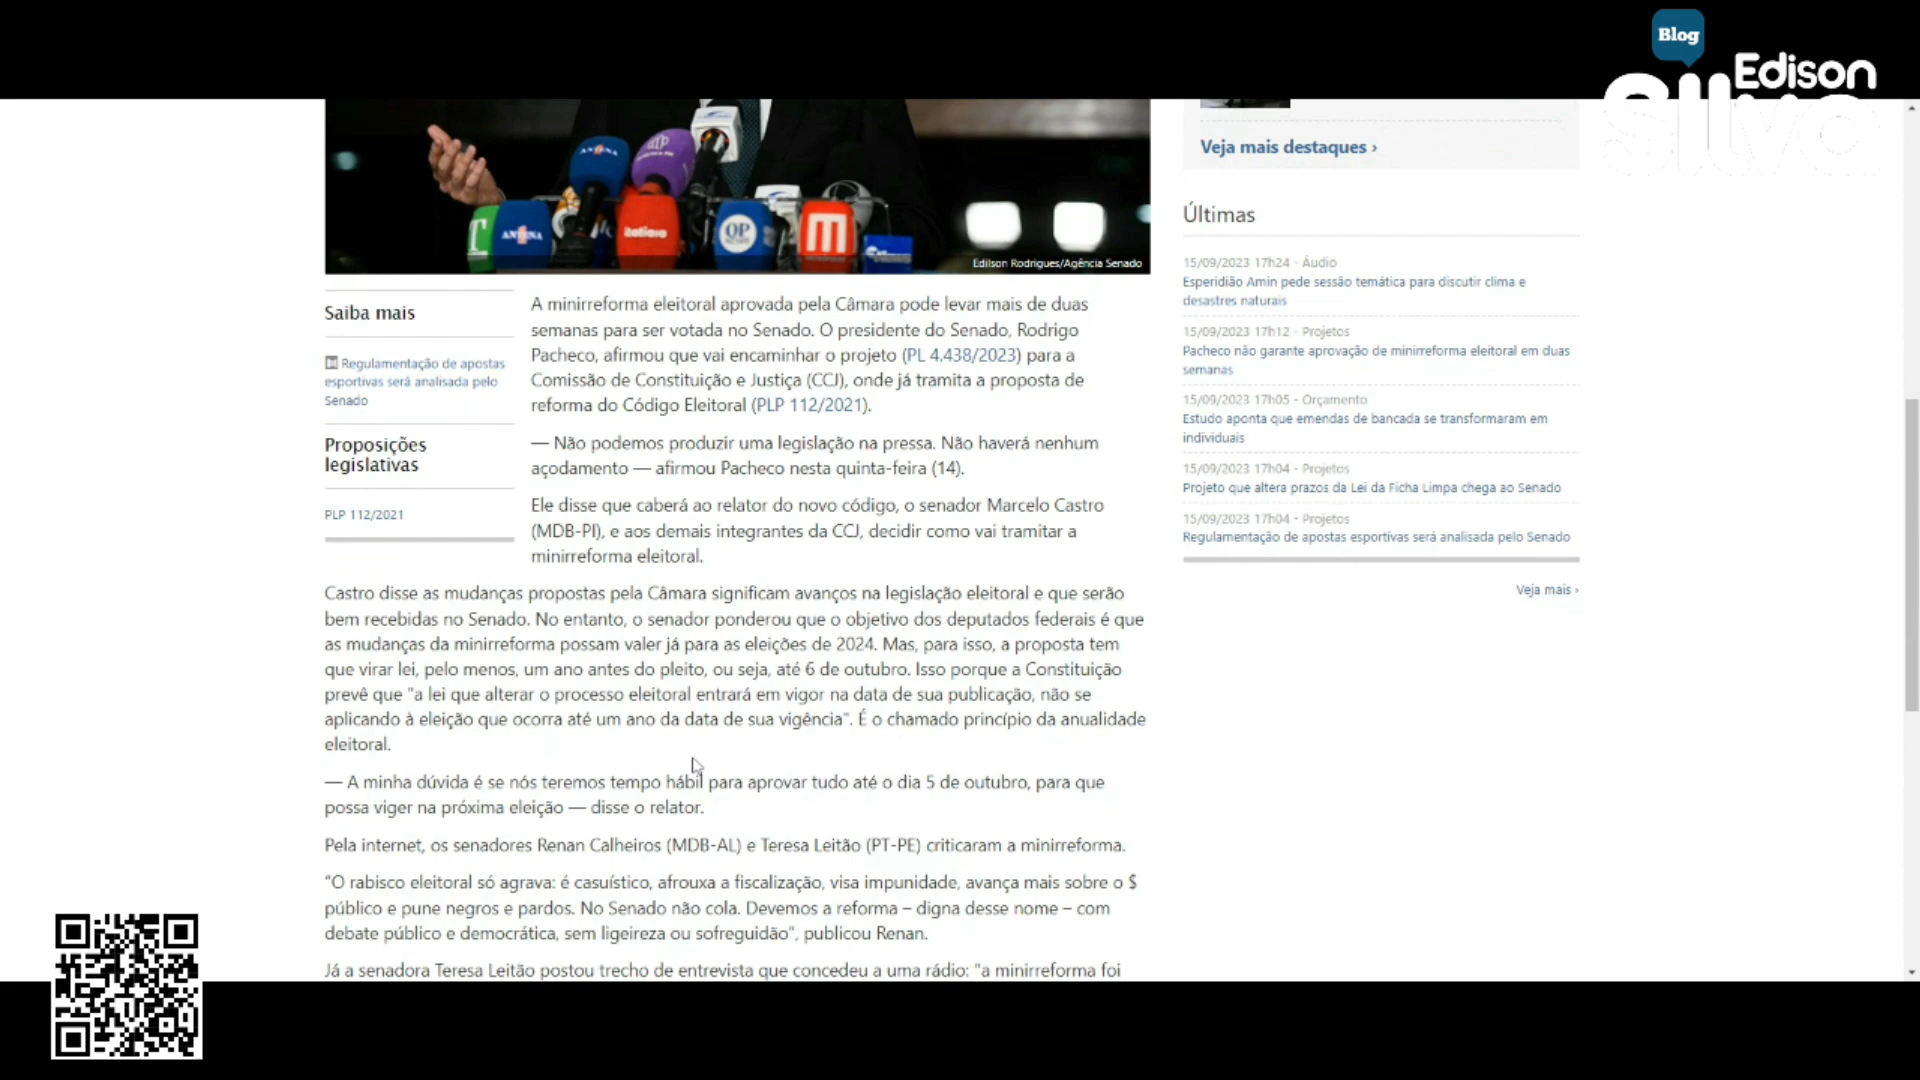 Blog
Edison
Silva
ANTENA
T
ANTENA
1
itatiaia
OP
M
Edilson Rodrigues/Agência Senado
Saiba mais
Regulamentação de apostas
esportivas será analisada pelo
Senado
Proposições
legislativas
PLP 112/2021
A minirreforma eleitoral aprovada pela Câmara pode levar mais de duas
semanas para ser votada no Senado. O presidente do Senado, Rodrigo
Pacheco, afirmou que vai encaminhar o projeto (PL 4.438/2023) para a
Comissão de Constituição e Justiça (CCJ), onde já tramita a proposta de
reforma do Código Eleitoral (PLP 112/2021).
— Não podemos produzir uma legislação na pressa. Não haverá nenhum
açodamento — afirmou Pacheco nesta quinta-feira (14).
Ele disse que caberá ao relator do novo código, o senador Marcelo Castro
(MDB-PI), e aos demais integrantes da CCJ, decidir como vai tramitar a
minirreforma eleitoral.
Castro disse as mudanças propostas pela Câmara significam avanços na legislação eleitoral e que serão
bem recebidas no Senado. No entanto, o senador ponderou que o objetivo dos deputados federais é que
as mudanças da minirreforma possam valer já para as eleições de 2024. Mas, para isso, a proposta tem
que virar lei, pelo menos, um ano antes do pleito, ou seja, até 6 de outubro. Isso porque a Constituição
prevê que "a lei que alterar o processo eleitoral entrará em vigor na data de sua publicação, não se
aplicando à eleição que ocorra até um ano da data de sua vigência". É o chamado princípio da anualidade
eleitoral.
— A minha dúvida é se nós teremos tempo hábil para aprovar tudo até o dia 5 de outubro, para que
possa viger na próxima eleição — disse o relator.
Pela internet, os senadores Renan Calheiros (MDB-AL) e Teresa Leitão (PT-PE) criticaram a minirreforma.
“O rabisco eleitoral só agrava: é casuístico, afrouxa a fiscalização, visa impunidade, avança mais sobre o $
público e pune negros e pardos. No Senado não cola. Devemos a reforma – digna desse nome – com
debate público e democrática, sem ligeireza ou sofreguidão”, publicou Renan.
Já a senadora Teresa Leitão postou trecho de entrevista que concedeu a uma rádio: "a minirreforma foi
Veja mais destaques ›
Últimas
15/09/2023 17h24 - Áudio
Esperidião Amin pede sessão temática para discutir clima e
desastres naturais
15/09/2023 17h12 - Projetos
Pacheco não garante aprovação de minirreforma eleitoral em duas
semanas
15/09/2023 17h05 - Orçamento
Estudo aponta que emendas de bancada se transformaram em
individuais
15/09/2023 17h04 - Projetos
Projeto que altera prazos da Lei da Ficha Limpa chega ao Senado
15/09/2023 17h04 - Projetos
Regulamentação de apostas esportivas será analisada pelo Senado
Veja mais ›